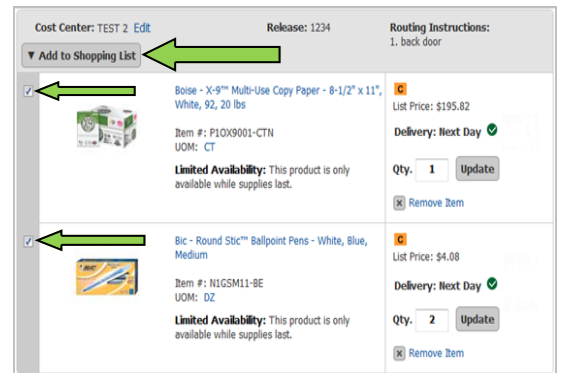 Cost Center: TEST 2 Edit
Release: 1234
Routing Instructions:
1. back door
▼ Add to Shopping List
Boise - X-9™ Multi-Use Copy Paper - 8-1/2" x 11",
White, 92, 20 lbs
Item #: P1OX9001-CTN
UOM: CT
Limited Availability: This product is only
available while supplies last.
C
List Price: $195.82
Delivery: Next Day
Qty. 1 Update
x Remove Item
BIC
Bic - Round Stic™ Ballpoint Pens - White, Blue,
Medium
Item #: N1GSM11-BE
UOM: DZ
Limited Availability: This product is only
available while supplies last.
C
List Price: $4.08
Delivery: Next Day
Qty. 2 Update
x Remove Item